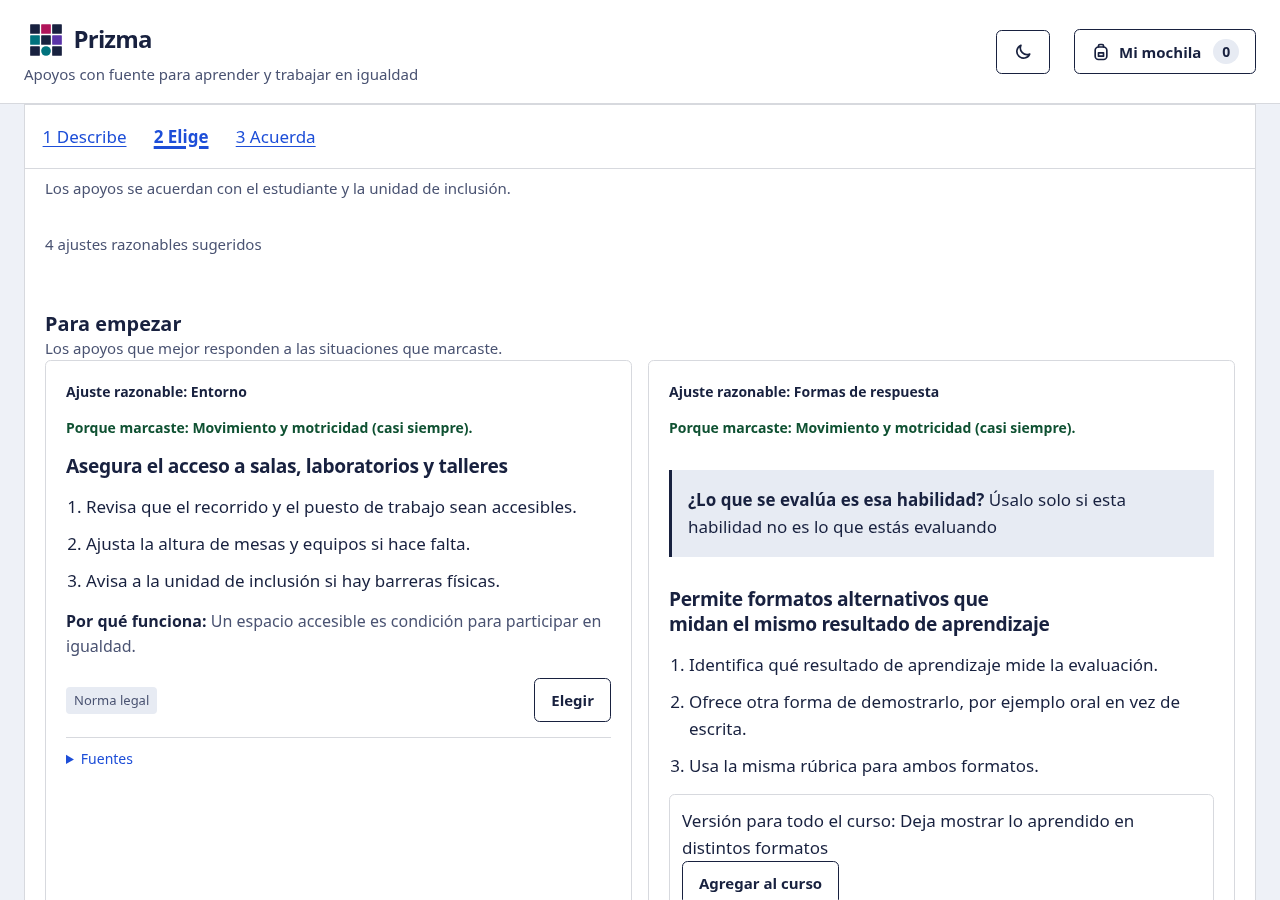 Prizma
Apoyos con fuente para aprender y trabajar en igualdad
Mi mochila 0
1 Describe 2 Elige 3 Acuerda
Los apoyos se acuerdan con el estudiante y la unidad de inclusión.
4 ajustes razonables sugeridos
Para empezar
Los apoyos que mejor responden a las situaciones que marcaste.
Ajuste razonable: Entorno
Porque marcaste: Movimiento y motricidad (casi siempre).
Asegura el acceso a salas, laboratorios y talleres
1. Revisa que el recorrido y el puesto de trabajo sean accesibles.
2. Ajusta la altura de mesas y equipos si hace falta.
3. Avisa a la unidad de inclusión si hay barreras físicas.
Por qué funciona: Un espacio accesible es condición para participar en
igualdad.
Norma legal
Elegir
Fuentes
Ajuste razonable: Formas de respuesta
Porque marcaste: Movimiento y motricidad (casi siempre).
¿Lo que se evalúa es esa habilidad? Úsalo solo si esta
habilidad no es lo que estás evaluando
Permite formatos alternativos que
midan el mismo resultado de aprendizaje
1. Identifica qué resultado de aprendizaje mide la evaluación.
2. Ofrece otra forma de demostrarlo, por ejemplo oral en vez de
escrita.
3. Usa la misma rúbrica para ambos formatos.
Versión para todo el curso: Deja mostrar lo aprendido en
distintos formatos
Agregar al curso